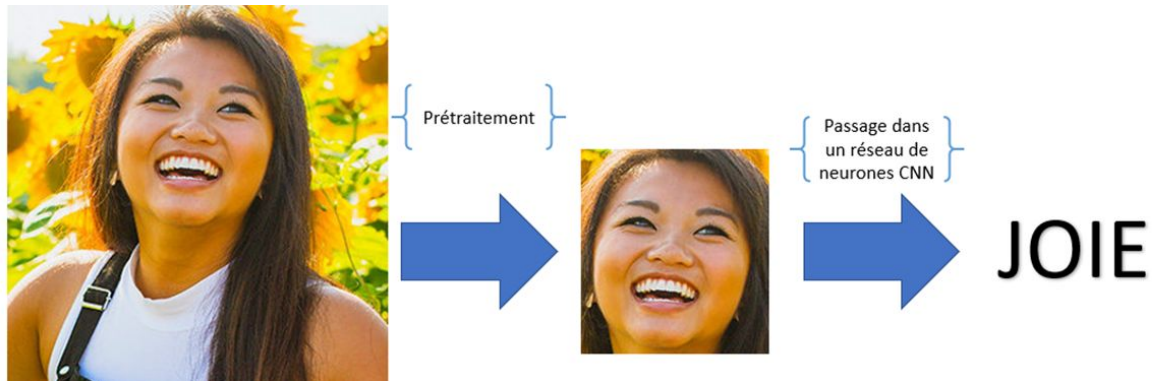 Prétraitement
Passage dans
un réseau de
neurones CNN
JOIE